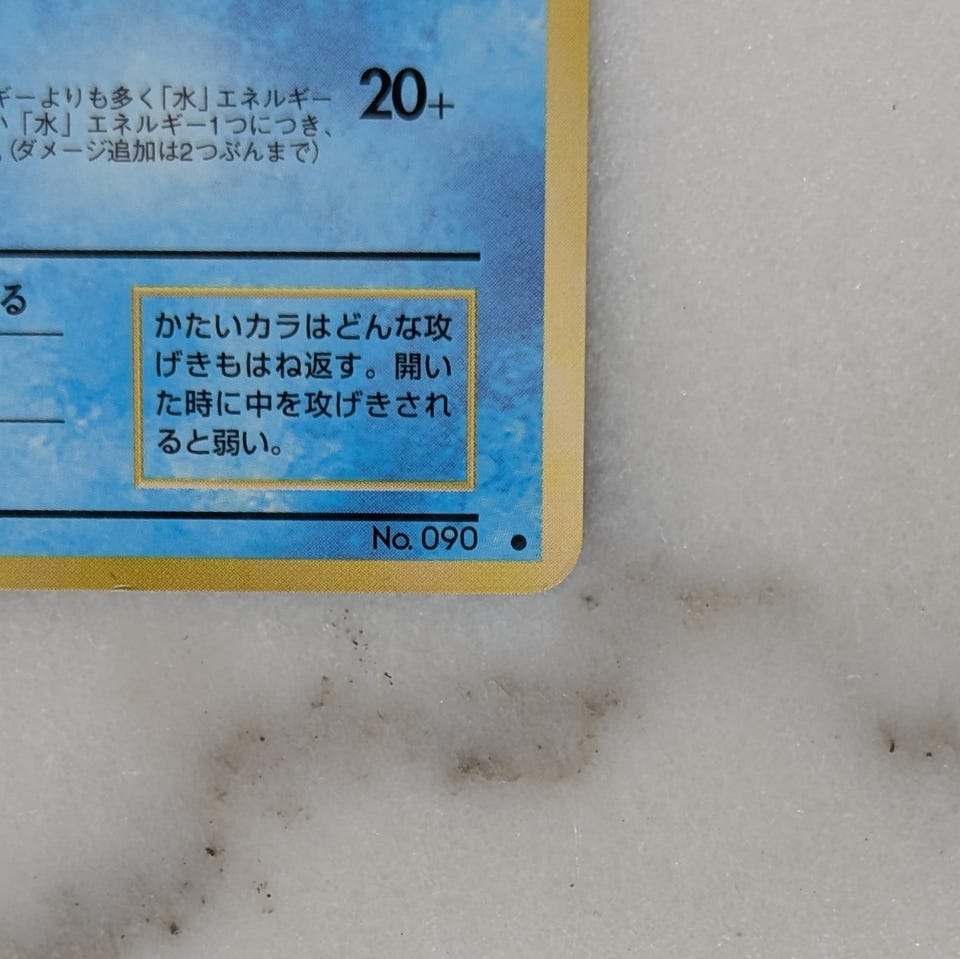 ギーよりも多く「水」エネルギー
「水」エネルギー1つにつき、
(ダメージ追加は2つぶんまで)
20+
る
かたいカラはどんな攻
げきもはね返す。開い
た時に中を攻げきされ
ると弱い。
No. 090 ●